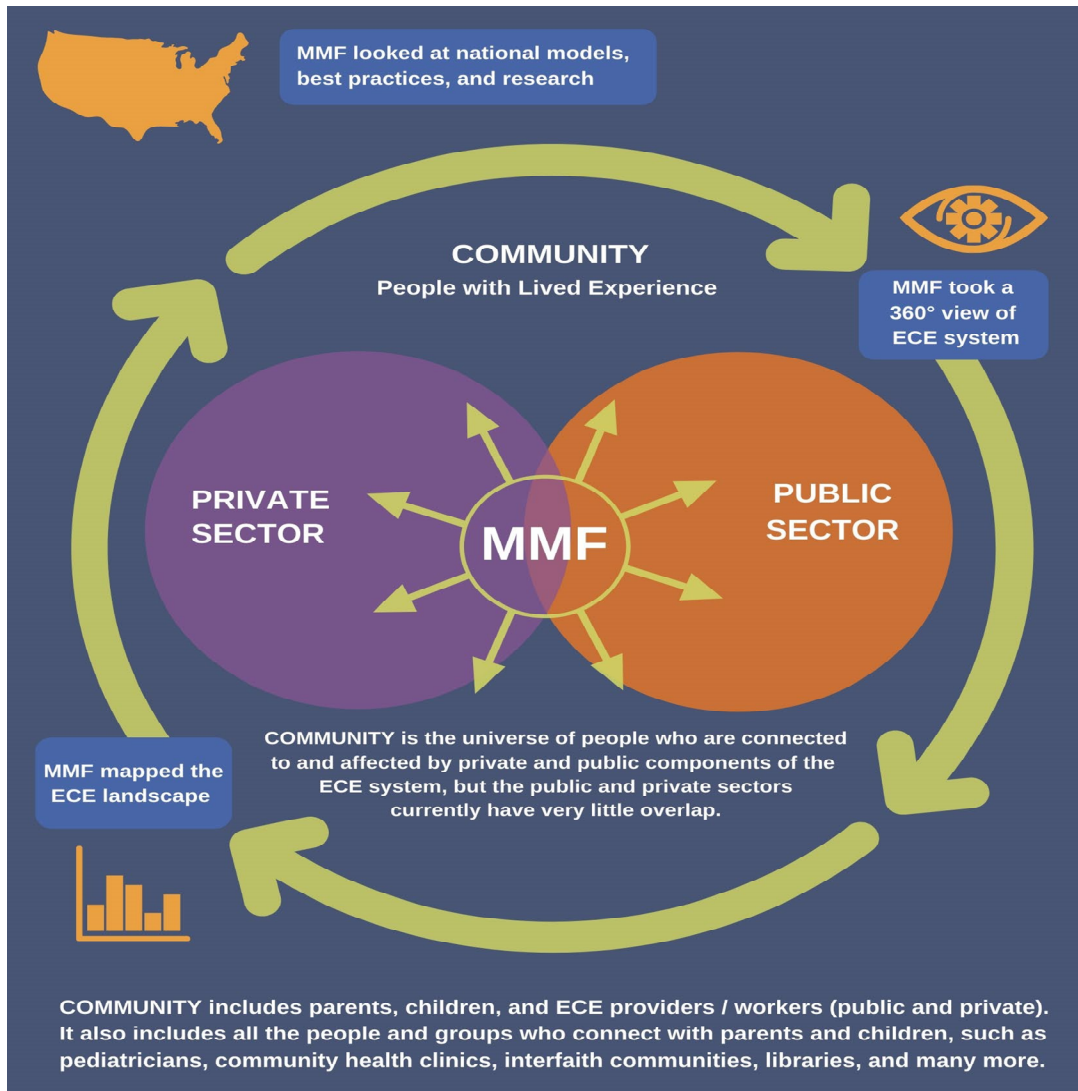 MMF looked at national models,
best practices, and research
COMMUNITY
People with Lived Experience
MMF took a
360° view of
ECE system
PRIVATE
SECTOR
MMF
PUBLIC
SECTOR
MMF mapped the
ECE landscape
COMMUNITY is the universe of people who are connected
to and affected by private and public components of the
ECE system, but the public and private sectors
currently have very little overlap.
COMMUNITY includes parents, children, and ECE providers / workers (public and private).
It also includes all the people and groups who connect with parents and children, such as
pediatricians, community health clinics, interfaith communities, libraries, and many more.